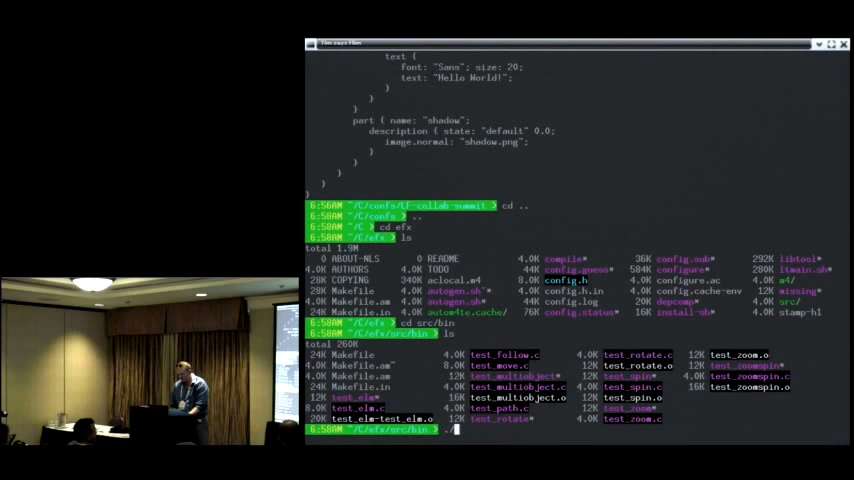 Tim says Film
text {
font: "Sans"; size: 20;
text: "Hello World!";
}
}
}
part { name: "shadow";
description { state: "default" 0.0;
image.normal: "shadow.png";
}
}
}
}
}
6:56AM ~/C/confs/LF-collab-summit > cd ..
6:58AM ~/C/confs > ..
6:58AM ~/C > cd efx
6:58AM ~/C/efx > ls
total 1.9M
0 ABOUT-NLS 0 README 4.0K compile* 36K config.sub* 292K libtool*
4.0K AUTHORS 4.0K TODO 44K config.guess* 584K configure* 280K ltmain.sh*
28K COPYING 340K aclocal.m4 8.0K config.h 4.0K configure.ac 4.0K m4/
28K Makefile 4.0K autogen.sh~* 4.0K config.h.in 4.0K config.cache-env 12K missing*
4.0K Makefile.am 4.0K autogen.sh* 44K config.log 20K depcomp* 4.0K src/
24K Makefile.in 4.0K autom4te.cache/ 76K config.status* 16K install-sh* 4.0K stamp-h1
6:58AM ~/C/efx > cd src/bin
6:58AM ~/C/efx/src/bin > ls
total 260K
24K Makefile 4.0K test_follow.c 4.0K test_rotate.c 12K test_zoom.o
4.0K Makefile.am~ 8.0K test_move.c 12K test_rotate.o 12K test_zoomspin*
4.0K Makefile.am 12K test_multiobject* 12K test_spin* 4.0K test_zoomspin.c
24K Makefile.in 4.0K test_multiobject.c 4.0K test_spin.c 16K test_zoomspin.o
12K test_elm* 16K test_multiobject.o 12K test_spin.o
8.0K test_elm.c 4.0K test_path.c 12K test_zoom*
20K test_elm-test_elm.o 12K test_rotate* 4.0K test_zoom.c
6:58AM ~/C/efx/src/bin > ./